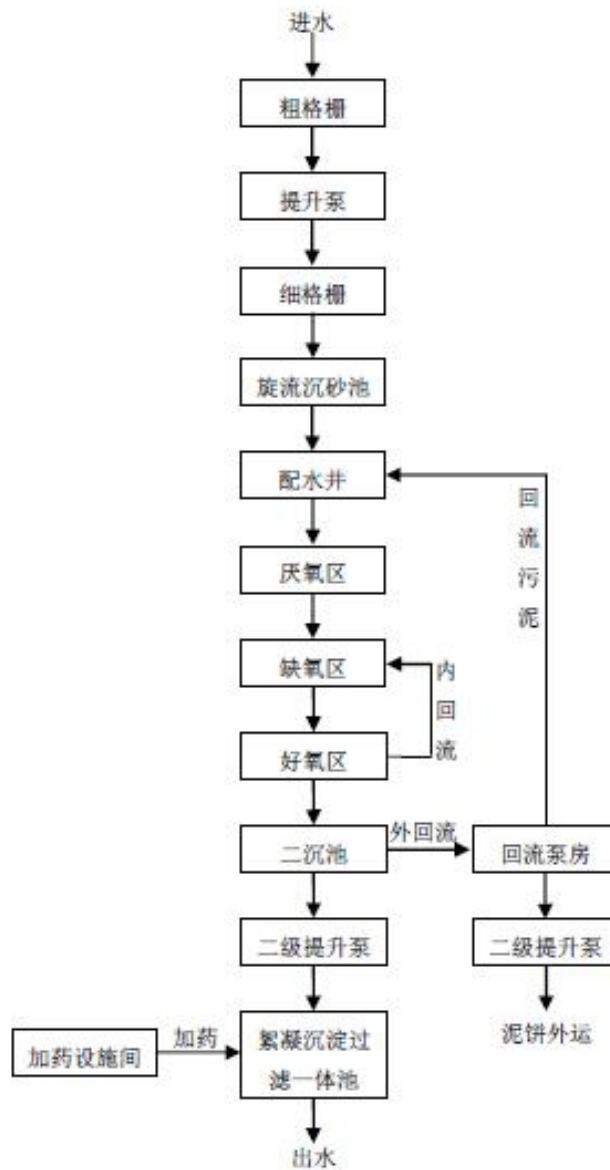 进水
粗格栅
提升泵
细格栅
旋流沉砂池
配水井
回流污泥
厌氧区
缺氧区
内回流
好氧区
二沉池
外回流
回流泵房
二级提升泵
二级提升泵
泥饼外运
加药设施间
加药
絮凝沉淀过
滤一体池
出水